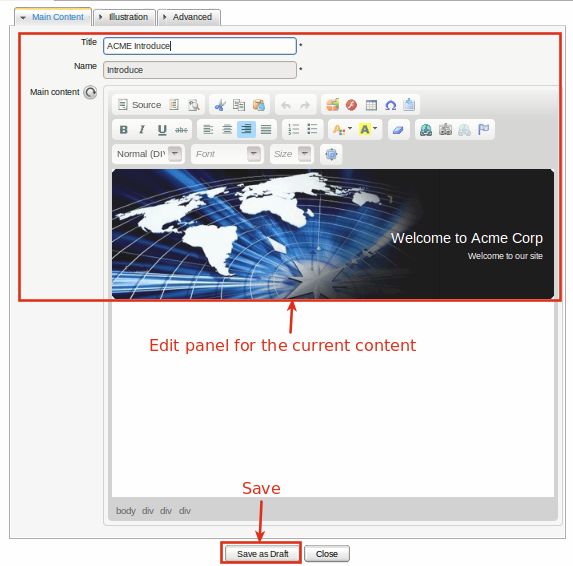 Main Content Illustration Advanced
Title ACME Introduce *
Name Introduce *
Main content Source
B I U abc A A
Normal (DIV Font Size
Welcome to Acme Corp
Welcome to our site
Edit panel for the current content
Save
body div div div
Save as Draft Close